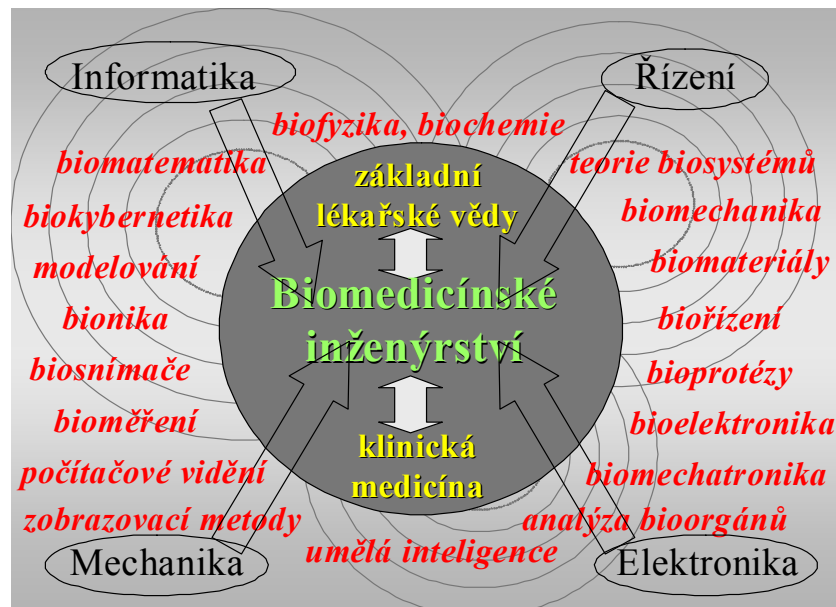 Informatika
Řízení
biofyzika, biochemie
biomatematika
základní
teorie biosystémů
lékařské vědy
biokybernetika
biomechanika
modelování
biomateriály
Biomedicínské
bionika
biořízení
inženýrství
biosnímače
bioprotézy
bioměření
bioelektronika
klinická
počítačové vidění
biomechatronika
medicína
zobrazovací metody
analýza bioorgánů
umělá inteligence
Mechanika
Elektronika